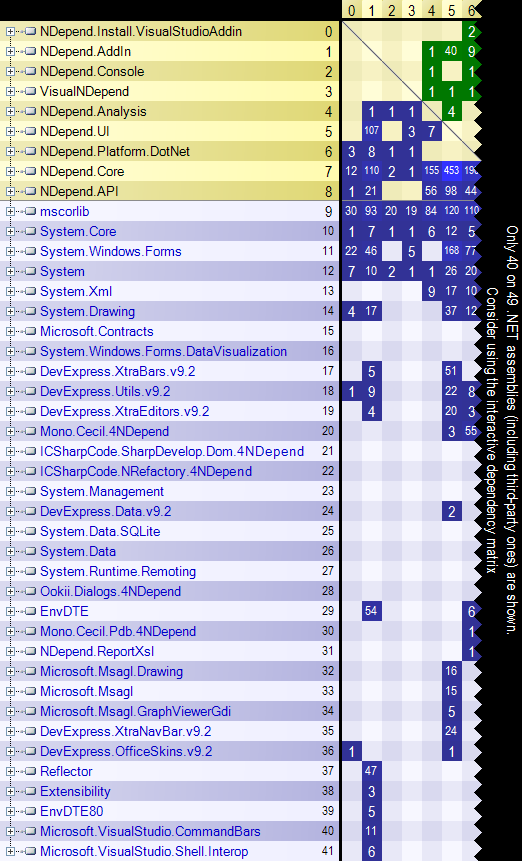 0 1 2 3 4 5 6
NDepend.Install.VisualStudioAddin 0 2
NDepend.AddIn 1 1 40 9
NDepend.Console 2 1 1
VisualNDepend 3 1 1 1
NDepend.Analysis 4 1 1 1 4
NDepend.UI 5 107 3 7
NDepend.Platform.DotNet 6 3 8 1 1
NDepend.Core 7 12 110 2 1 155 453
NDepend.API 8 1 21 56 98 44
mscorlib 9 30 93 20 19 84 120 110
System.Core 10 1 7 1 1 6 12 5
System.Windows.Forms 11 22 46 5 168 77
System 12 7 10 2 1 1 26 20
System.Xml 13 9 17 10
System.Drawing 14 4 17 37 12
Microsoft.Contracts 15
System.Windows.Forms.DataVisualization 16
DevExpress.XtraBars.v9.2 17 5 51
DevExpress.Utils.v9.2 18 1 9 22 8
DevExpress.XtraEditors.v9.2 19 4 20 3
Mono.Cecil.4NDepend 20 3 55
ICSharpCode.SharpDevelop.Dom.4NDepend 21
ICSharpCode.NRefactory.4NDepend 22
System.Management 23
DevExpress.Data.v9.2 24 2
System.Data.SQLite 25
System.Data 26
System.Runtime.Remoting 27
Ookii.Dialogs.4NDepend 28
EnvDTE 29 54 6
Mono.Cecil.Pdb.4NDepend 30 1
NDepend.ReportXsl 31 1
Microsoft.Msagl.Drawing 32 16
Microsoft.Msagl 33 15
Microsoft.Msagl.GraphViewerGdi 34 5
DevExpress.XtraNavBar.v9.2 35 24
DevExpress.OfficeSkins.v9.2 36 1 1
Reflector 37 47
Extensibility 38 3
EnvDTE80 39 5
Microsoft.VisualStudio.CommandBars 40 11
Microsoft.VisualStudio.Shell.Interop 41 6
Only 40 on 49 .NET assemblies (including third-party ones) are shown.
Consider using the interactive dependency matrix